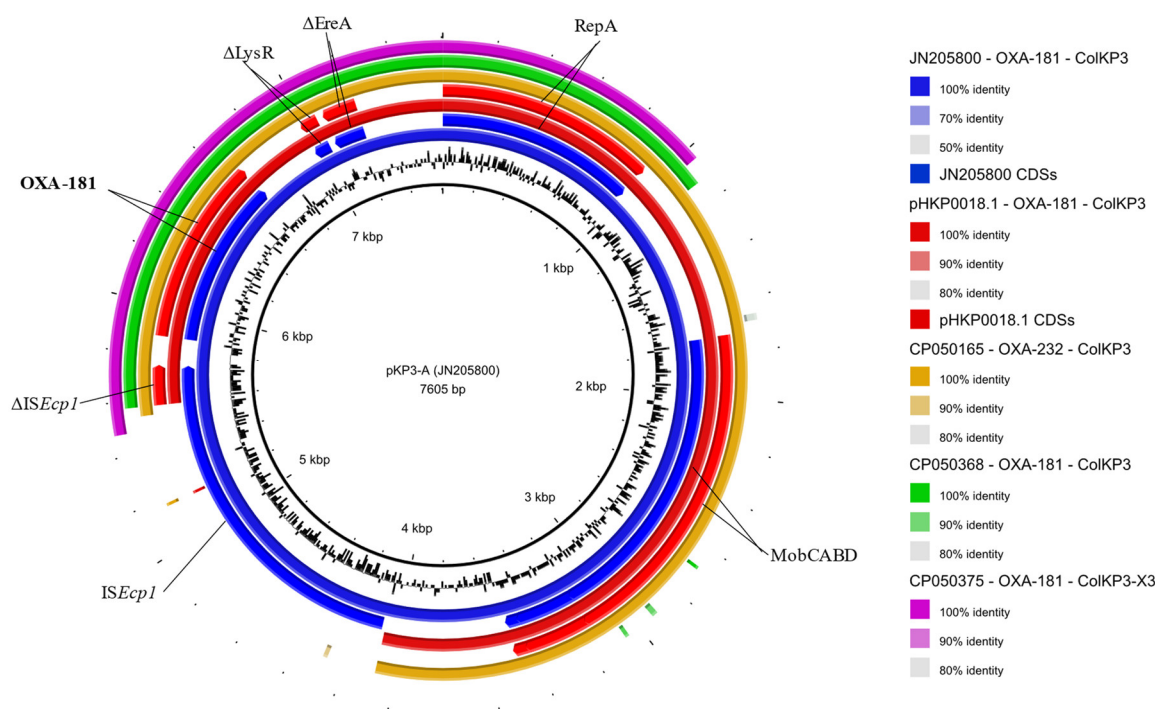 ΔEreA
RepA
ΔLysR
OXA-181
ΔISEcp1
ISEcp1
MobCABD
7 kbp
1 kbp
6 kbp
2 kbp
5 kbp
3 kbp
4 kbp
pKP3-A (JN205800)
7605 bp
JN205800 - OXA-181 - ColKP3
100% identity
70% identity
50% identity
JN205800 CDSs
pHKP0018.1 - OXA-181 - ColKP3
100% identity
90% identity
80% identity
pHKP0018.1 CDSs
CP050165 - OXA-232 - ColKP3
100% identity
90% identity
80% identity
CP050368 - OXA-181 - ColKP3
100% identity
90% identity
80% identity
CP050375 - OXA-181 - ColKP3-X3
100% identity
90% identity
80% identity